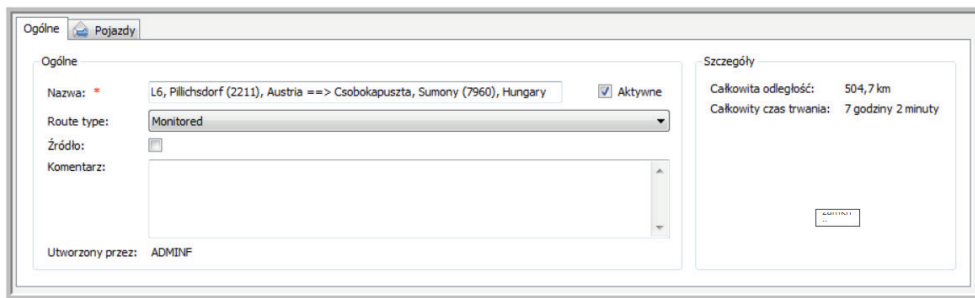 Ogólne Pojazdy
Ogólne
Nazwa: * L6, Pillichsdorf (2211), Austria ==> Csobokapuszta, Sumony (7960), Hungary Aktywne
Route type: Monitored
Źródło:
Komentarz:
Utworzony przez: ADMINF
Szczegóły
Całkowita odległość: 504,7 km
Całkowity czas trwania: 7 godziny 2 minuty